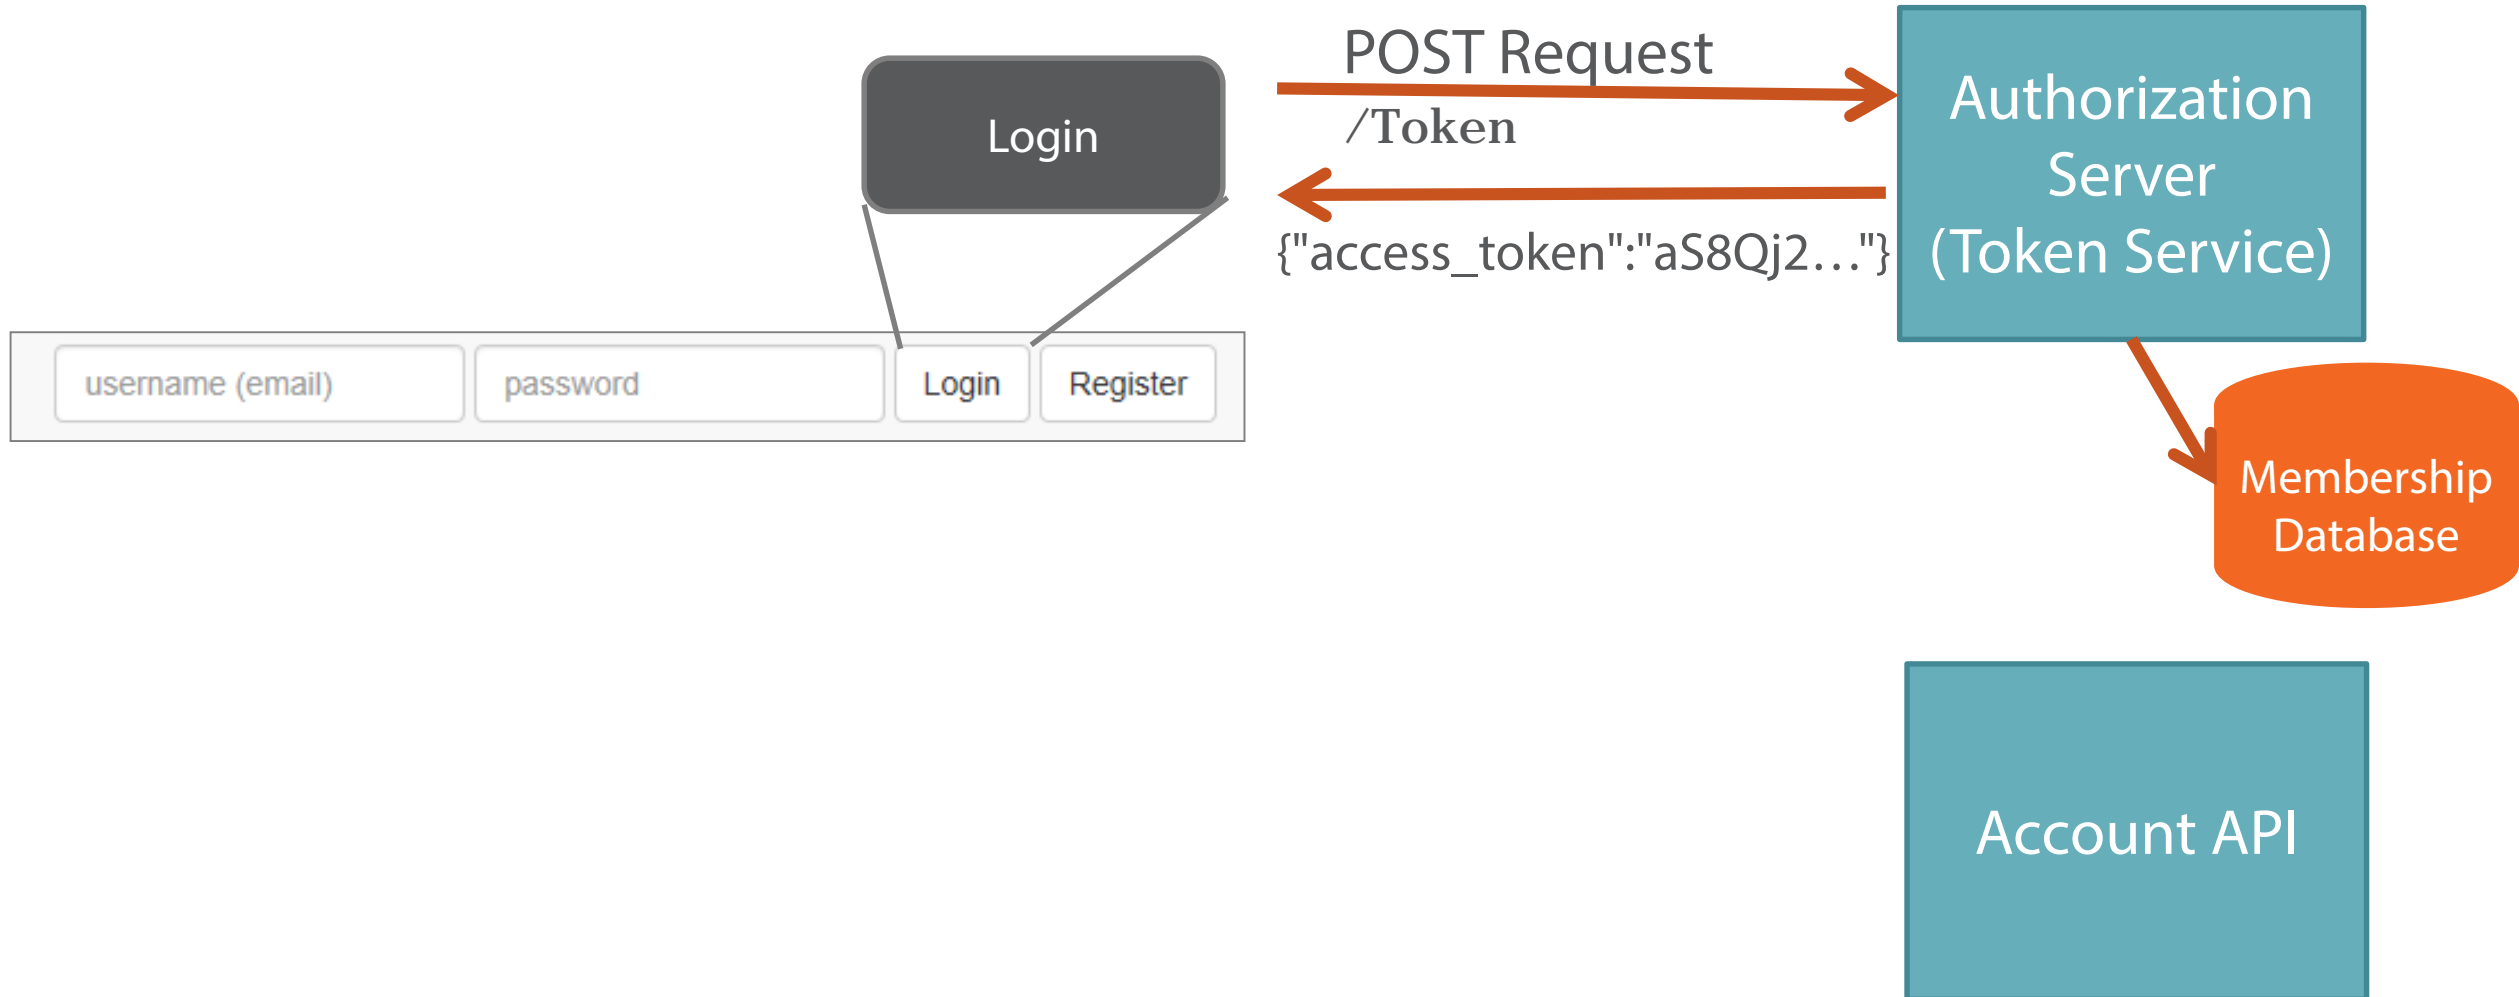 POST Request
/Token
Login
{"access_token":"aS8Qj2…"}
Authorization
Server
(Token Service)
username (email)
password
Login
Register
Membership
Database
Account API